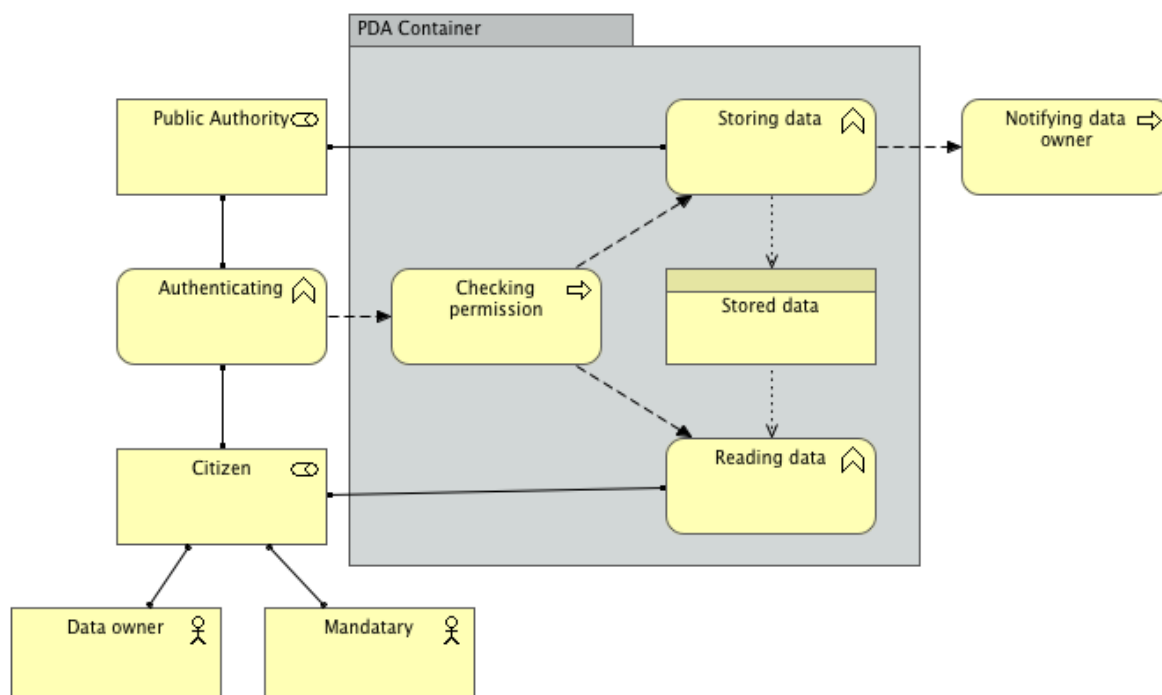 PDA Container
Public Authority
Storing data
Notifying data
owner
Authenticating
Checking
permission
Stored data
Citizen
Reading data
Data owner
Mandatary